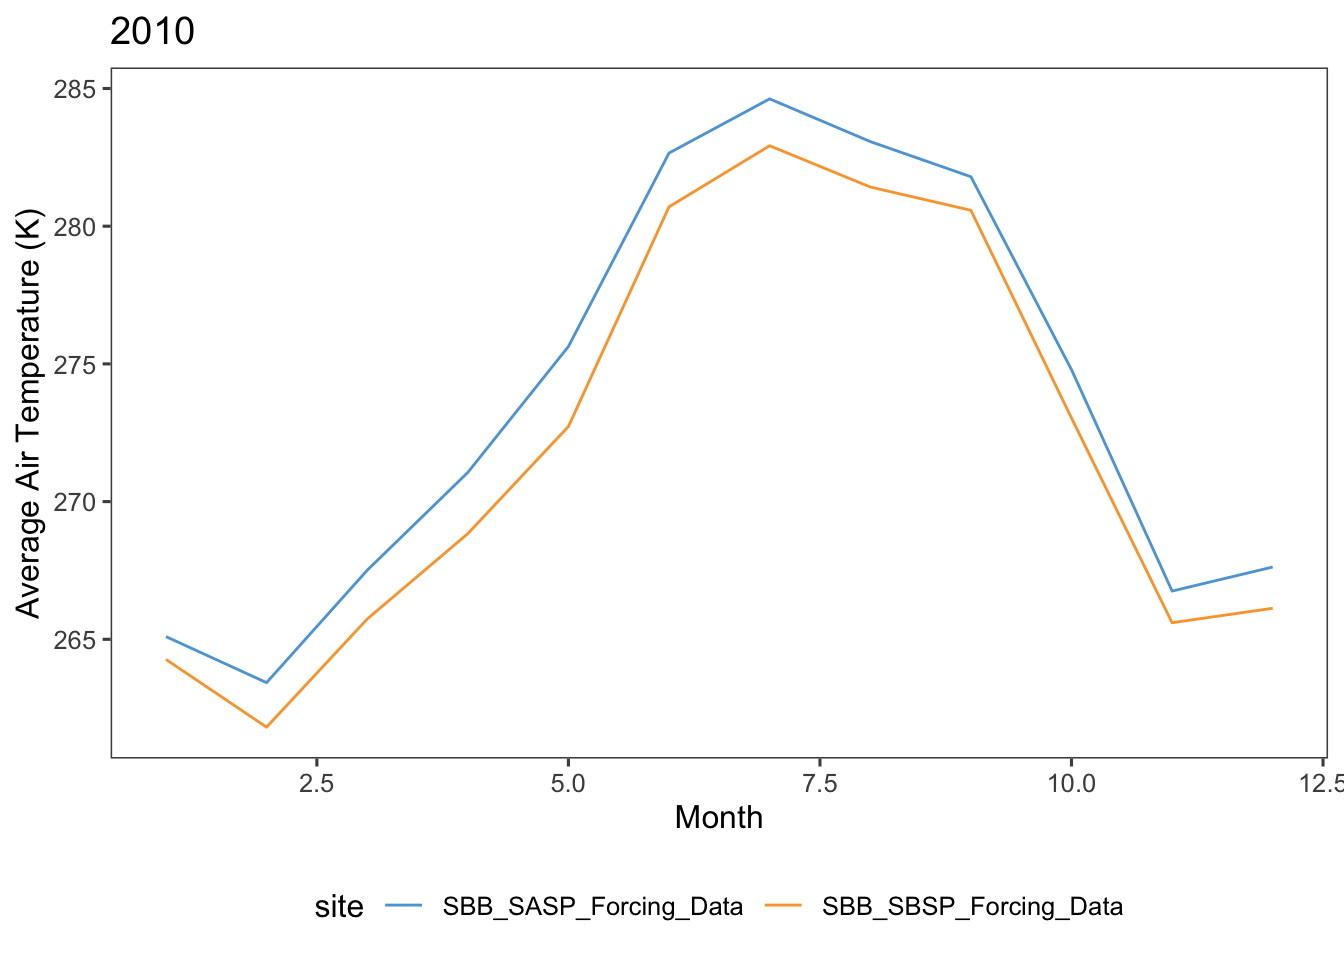 2010
Average Air Temperature (K)
285
280
275
270
265
2.5 5.0 7.5 10.0 12.5
Month
site SBB_SASP_Forcing_Data SBB_SBSP_Forcing_Data